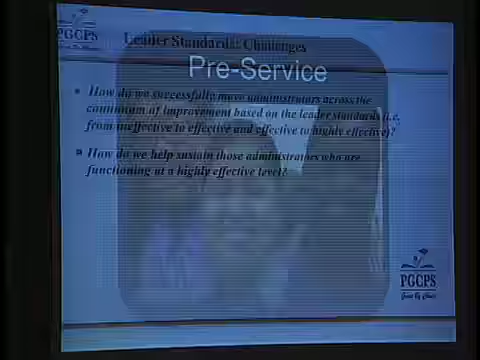 PGCPS
Leader Standards: Challenges
Pre-Service
How do we successfully move administrators across the
continuum of improvement based on the leader standards (i.e.
from ineffective to effective and effective to highly effective)?
How do we help sustain those administrators who are
functioning at a highly effective level?
PGCPS